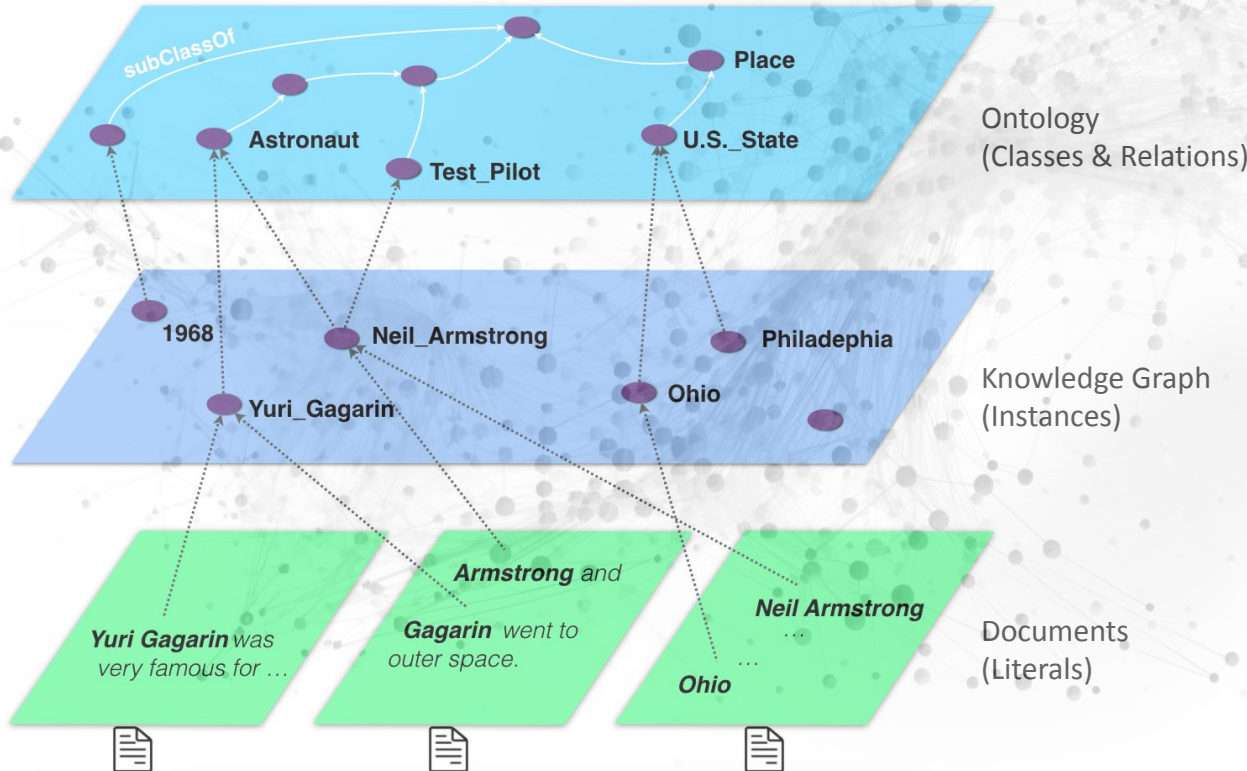 subClassOf
Place
Astronaut
U.S._State
Test_Pilot
Ontology
(Classes & Relations)
1968
Neil_Armstrong
Philadephia
Yuri_Gagarin
Ohio
Knowledge Graph
(Instances)
Yuri Gagarin was
very famous for ...
Armstrong and
Gagarin went to
outer space.
Neil Armstrong
...
...
Ohio
Documents
(Literals)